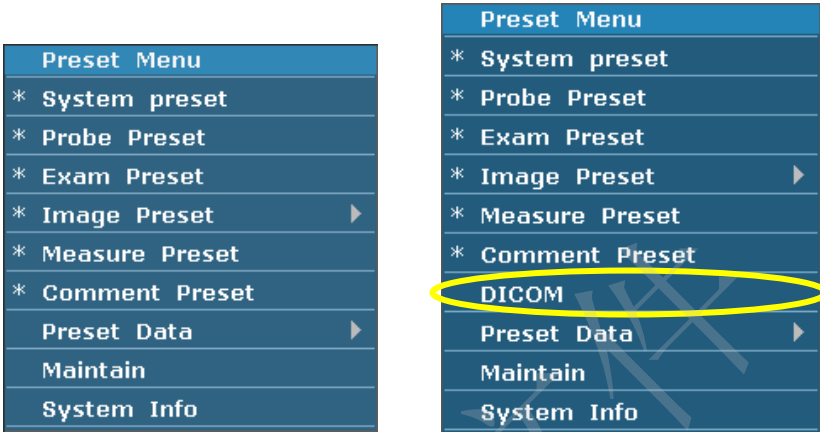 Preset Menu
* System preset
* Probe Preset
* Exam Preset
* Image Preset
* Measure Preset
* Comment Preset
Preset Data
Maintain
System Info
Preset Menu
* System preset
* Probe Preset
* Exam Preset
* Image Preset
* Measure Preset
* Comment Preset
DICOM
Preset Data
Maintain
System Info
件